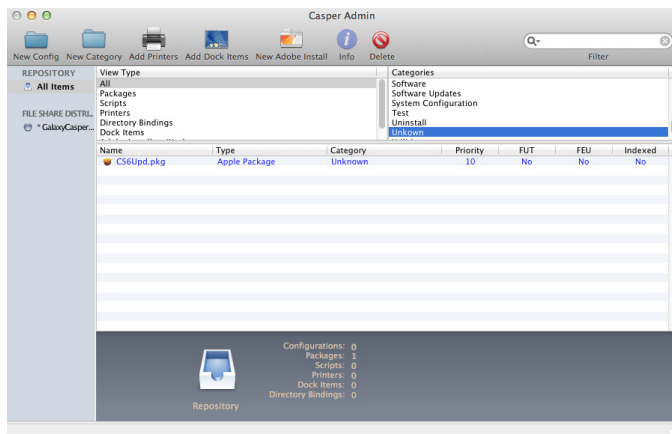 Casper Admin
New Config New Category Add Printers Add Dock Items New Adobe Install Info Delete Filter
REPOSITORY
All Items
FILE SHARE DISTRI...
* GalaxyCasper...
View Type
All
Packages
Scripts
Printers
Directory Bindings
Dock Items
Categories
Software
Software Updates
System Configuration
Test
Uninstall
Unkown
Name Type Category Priority FUT FEU Indexed
CS6Upd.pkg Apple Package Unknown 10 No No No
Configurations: 0
Packages: 1
Scripts: 0
Printers: 0
Dock Items: 0
Directory Bindings: 0
Repository